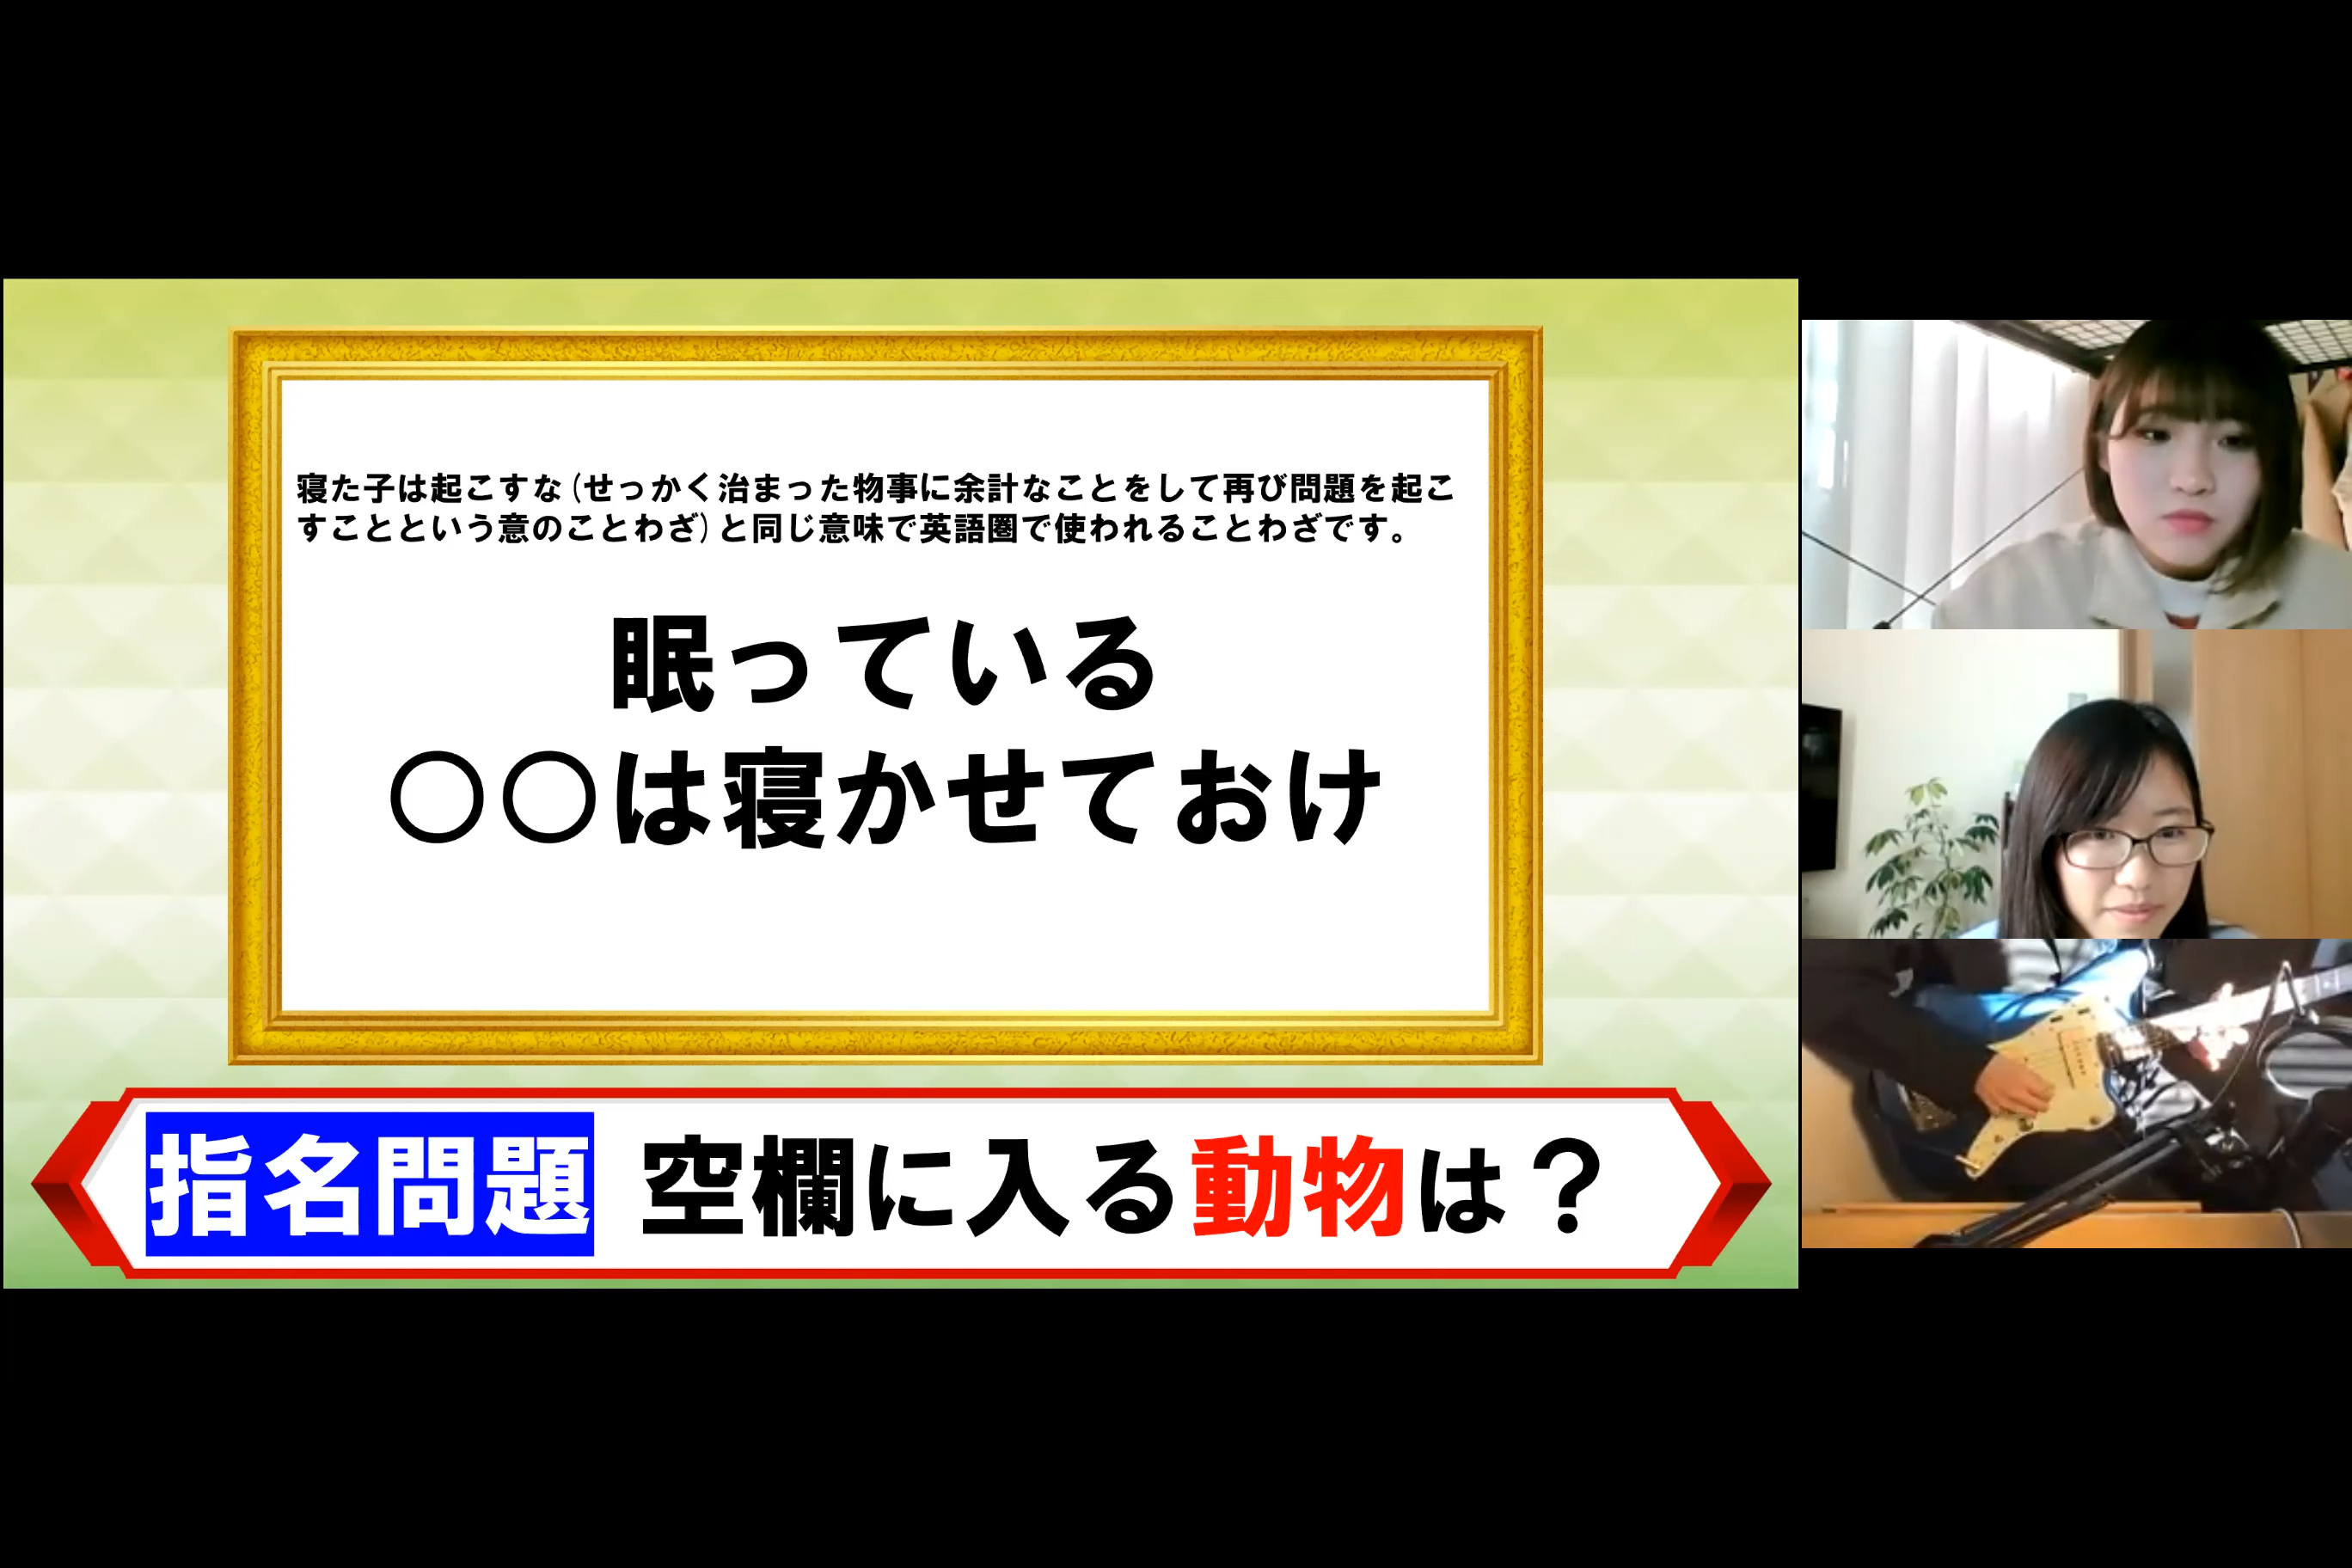 寝た子は起こすな(せっかく治まった物事に余計なことをして再び問題を起こ
すことという意のことわざ)と同じ意味で英語圏で使われることわざです。
眠っている
○○は寝かせておけ
指名問題 空欄に入る動物は?